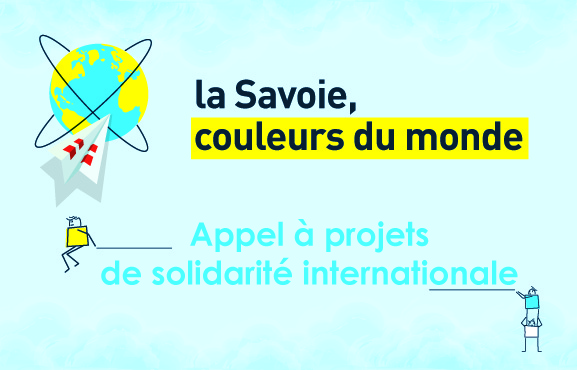 la Savoie,
couleurs du monde
Appel à projets
de solidarité internationale